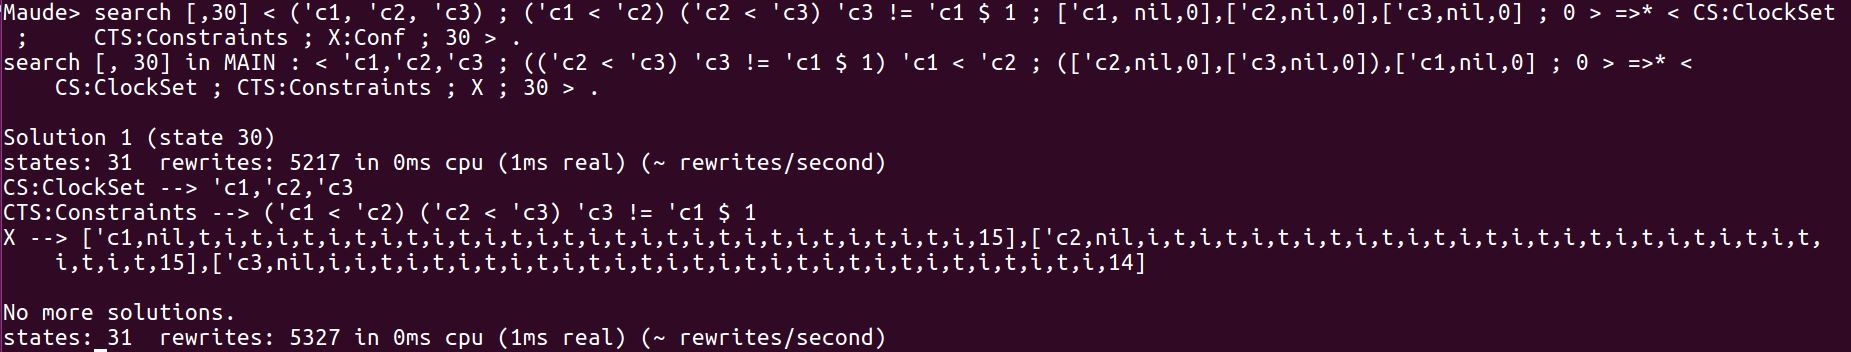 Maude> search [,30] < ('c1, 'c2, 'c3) ; ('c1 < 'c2) ('c2 < 'c3) 'c3 != 'c1 $ 1 ; ['c1, nil,0],['c2,nil,0],['c3,nil,0] ; 0 > =>* < CS:ClockSet
;     CTS:Constraints ; X:Conf ; 30 > .
search [, 30] in MAIN : < 'c1,'c2,'c3 ; (('c2 < 'c3) 'c3 != 'c1 $ 1) 'c1 < 'c2 ; (['c2,nil,0],['c3,nil,0]),['c1,nil,0] ; 0 > =>* <
CS:ClockSet ; CTS:Constraints ; X ; 30 > .
Solution 1 (state 30)
states: 31  rewrites: 5217 in 0ms cpu (1ms real) (~ rewrites/second)
CS:ClockSet --> 'c1,'c2,'c3
CTS:Constraints --> ('c1 < 'c2) ('c2 < 'c3) 'c3 != 'c1 $ 1
X --> ['c1,nil,t,i,t,i,t,i,t,i,t,i,t,i,t,i,t,i,t,i,t,i,t,i,t,i,t,i,t,i,t,i,15],['c2,nil,i,t,i,t,i,t,i,t,i,t,i,t,i,t,i,t,i,t,i,t,i,t,i,t,
i,t,i,t,15],['c3,nil,i,i,t,i,t,i,t,i,t,i,t,i,t,i,t,i,t,i,t,i,t,i,t,i,t,i,t,i,t,i,14]
No more solutions.
states: 31  rewrites: 5327 in 0ms cpu (1ms real) (~ rewrites/second)